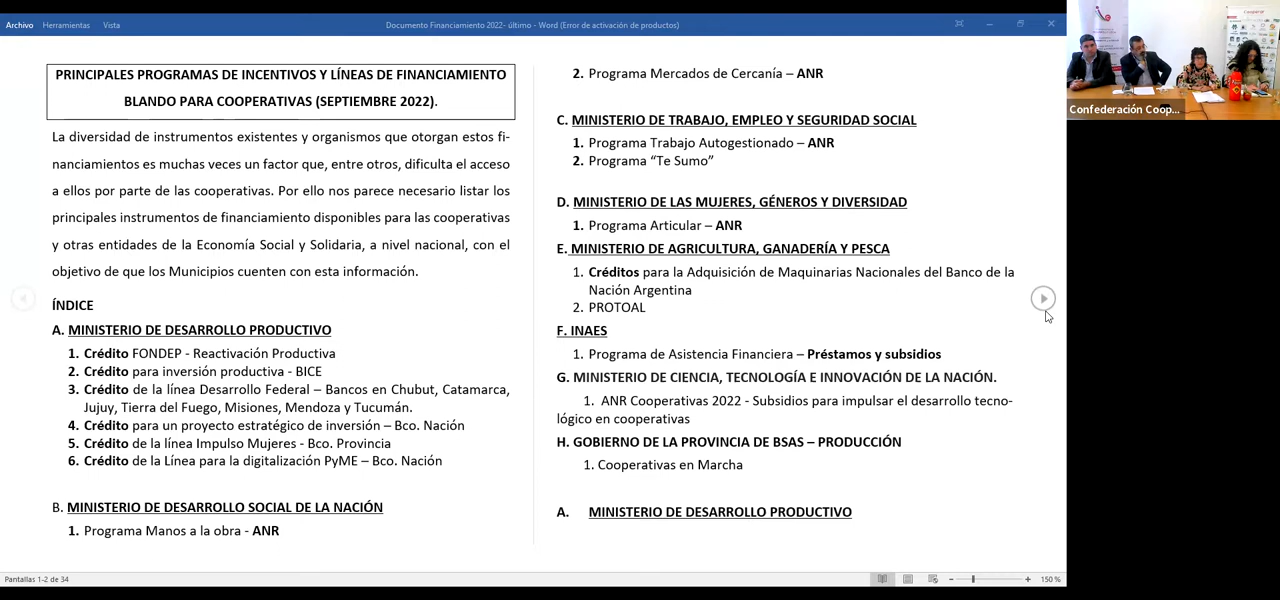 Archivo Herramientas Vista
Documento Financiamiento 2022- último - Word (Error de activación de productos)
PRINCIPALES PROGRAMAS DE INCENTIVOS Y LÍNEAS DE FINANCIAMIENTO
BLANDO PARA COOPERATIVAS (SEPTIEMBRE 2022).
La diversidad de instrumentos existentes y organismos que otorgan estos fi-
nanciamientos es muchas veces un factor que, entre otros, dificulta el acceso
a ellos por parte de las cooperativas. Por ello nos parece necesario listar los
principales instrumentos de financiamiento disponibles para las cooperativas
y otras entidades de la Economía Social y Solidaria, a nivel nacional, con el
objetivo de que los Municipios cuenten con esta información.
ÍNDICE
A. MINISTERIO DE DESARROLLO PRODUCTIVO
1. Crédito FONDEP - Reactivación Productiva
2. Crédito para inversión productiva - BICE
3. Crédito de la línea Desarrollo Federal – Bancos en Chubut, Catamarca,
Jujuy, Tierra del Fuego, Misiones, Mendoza y Tucumán.
4. Crédito para un proyecto estratégico de inversión – Bco. Nación
5. Crédito de la línea Impulso Mujeres - Bco. Provincia
6. Crédito de la Línea para la digitalización PyME – Bco. Nación
B. MINISTERIO DE DESARROLLO SOCIAL DE LA NACIÓN
1. Programa Manos a la obra - ANR
2. Programa Mercados de Cercanía – ANR
C. MINISTERIO DE TRABAJO, EMPLEO Y SEGURIDAD SOCIAL
1. Programa Trabajo Autogestionado – ANR
2. Programa “Te Sumo”
D. MINISTERIO DE LAS MUJERES, GÉNEROS Y DIVERSIDAD
1. Programa Articular – ANR
E. MINISTERIO DE AGRICULTURA, GANADERÍA Y PESCA
1. Créditos para la Adquisición de Maquinarias Nacionales del Banco de la
Nación Argentina
2. PROTOAL
F. INAES
1. Programa de Asistencia Financiera – Préstamos y subsidios
G. MINISTERIO DE CIENCIA, TECNOLOGÍA E INNOVACIÓN DE LA NACIÓN.
1. ANR Cooperativas 2022 - Subsidios para impulsar el desarrollo tecno-
lógico en cooperativas
H. GOBIERNO DE LA PROVINCIA DE BSAS – PRODUCCIÓN
1. Cooperativas en Marcha
A. MINISTERIO DE DESARROLLO PRODUCTIVO
Pantallas 1-2 de 34
150 %
Confederación Coop...